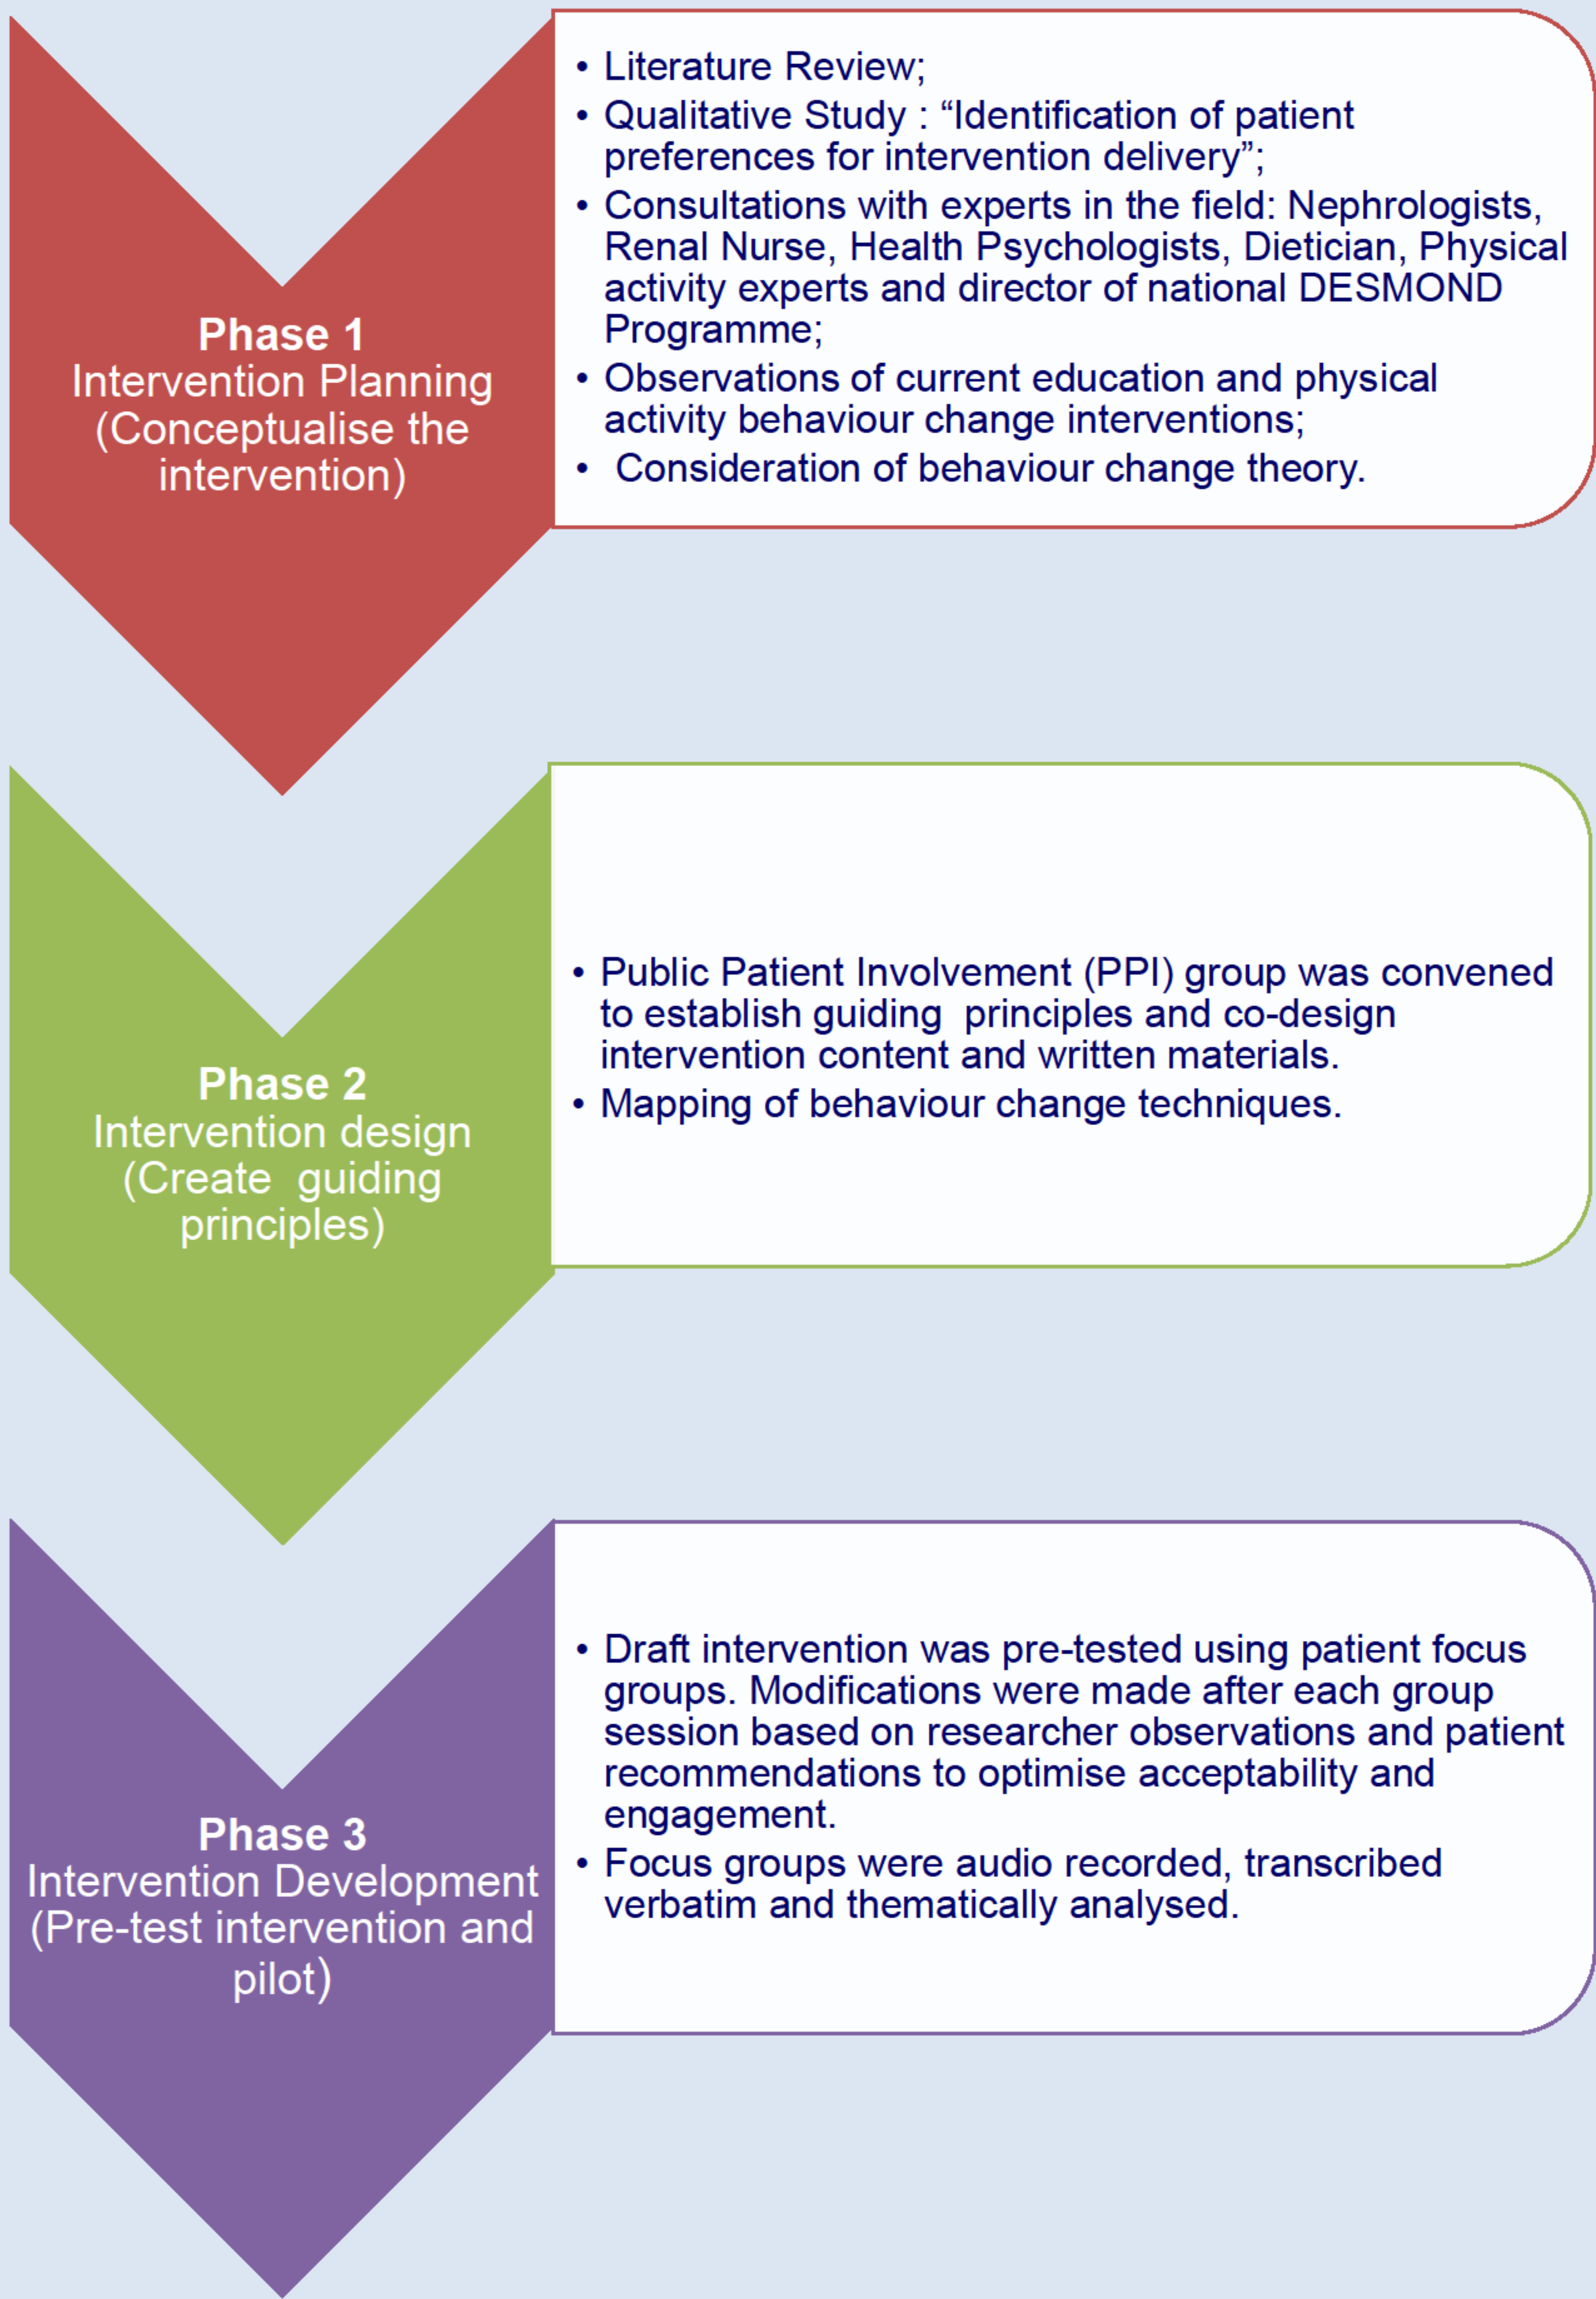 Phase 1
Intervention Planning
(Conceptualise the
intervention)
• Literature Review;
• Qualitative Study : “Identification of patient
preferences for intervention delivery”;
• Consultations with experts in the field: Nephrologists,
Renal Nurse, Health Psychologists, Dietician, Physical
activity experts and director of national DESMOND
Programme;
• Observations of current education and physical
activity behaviour change interventions;
• Consideration of behaviour change theory.
Phase 2
Intervention design
(Create guiding
principles)
• Public Patient Involvement (PPI) group was convened
to establish guiding principles and co-design
intervention content and written materials.
• Mapping of behaviour change techniques.
Phase 3
Intervention Development
(Pre-test intervention and
pilot)
• Draft intervention was pre-tested using patient focus
groups. Modifications were made after each group
session based on researcher observations and patient
recommendations to optimise acceptability and
engagement.
• Focus groups were audio recorded, transcribed
verbatim and thematically analysed.